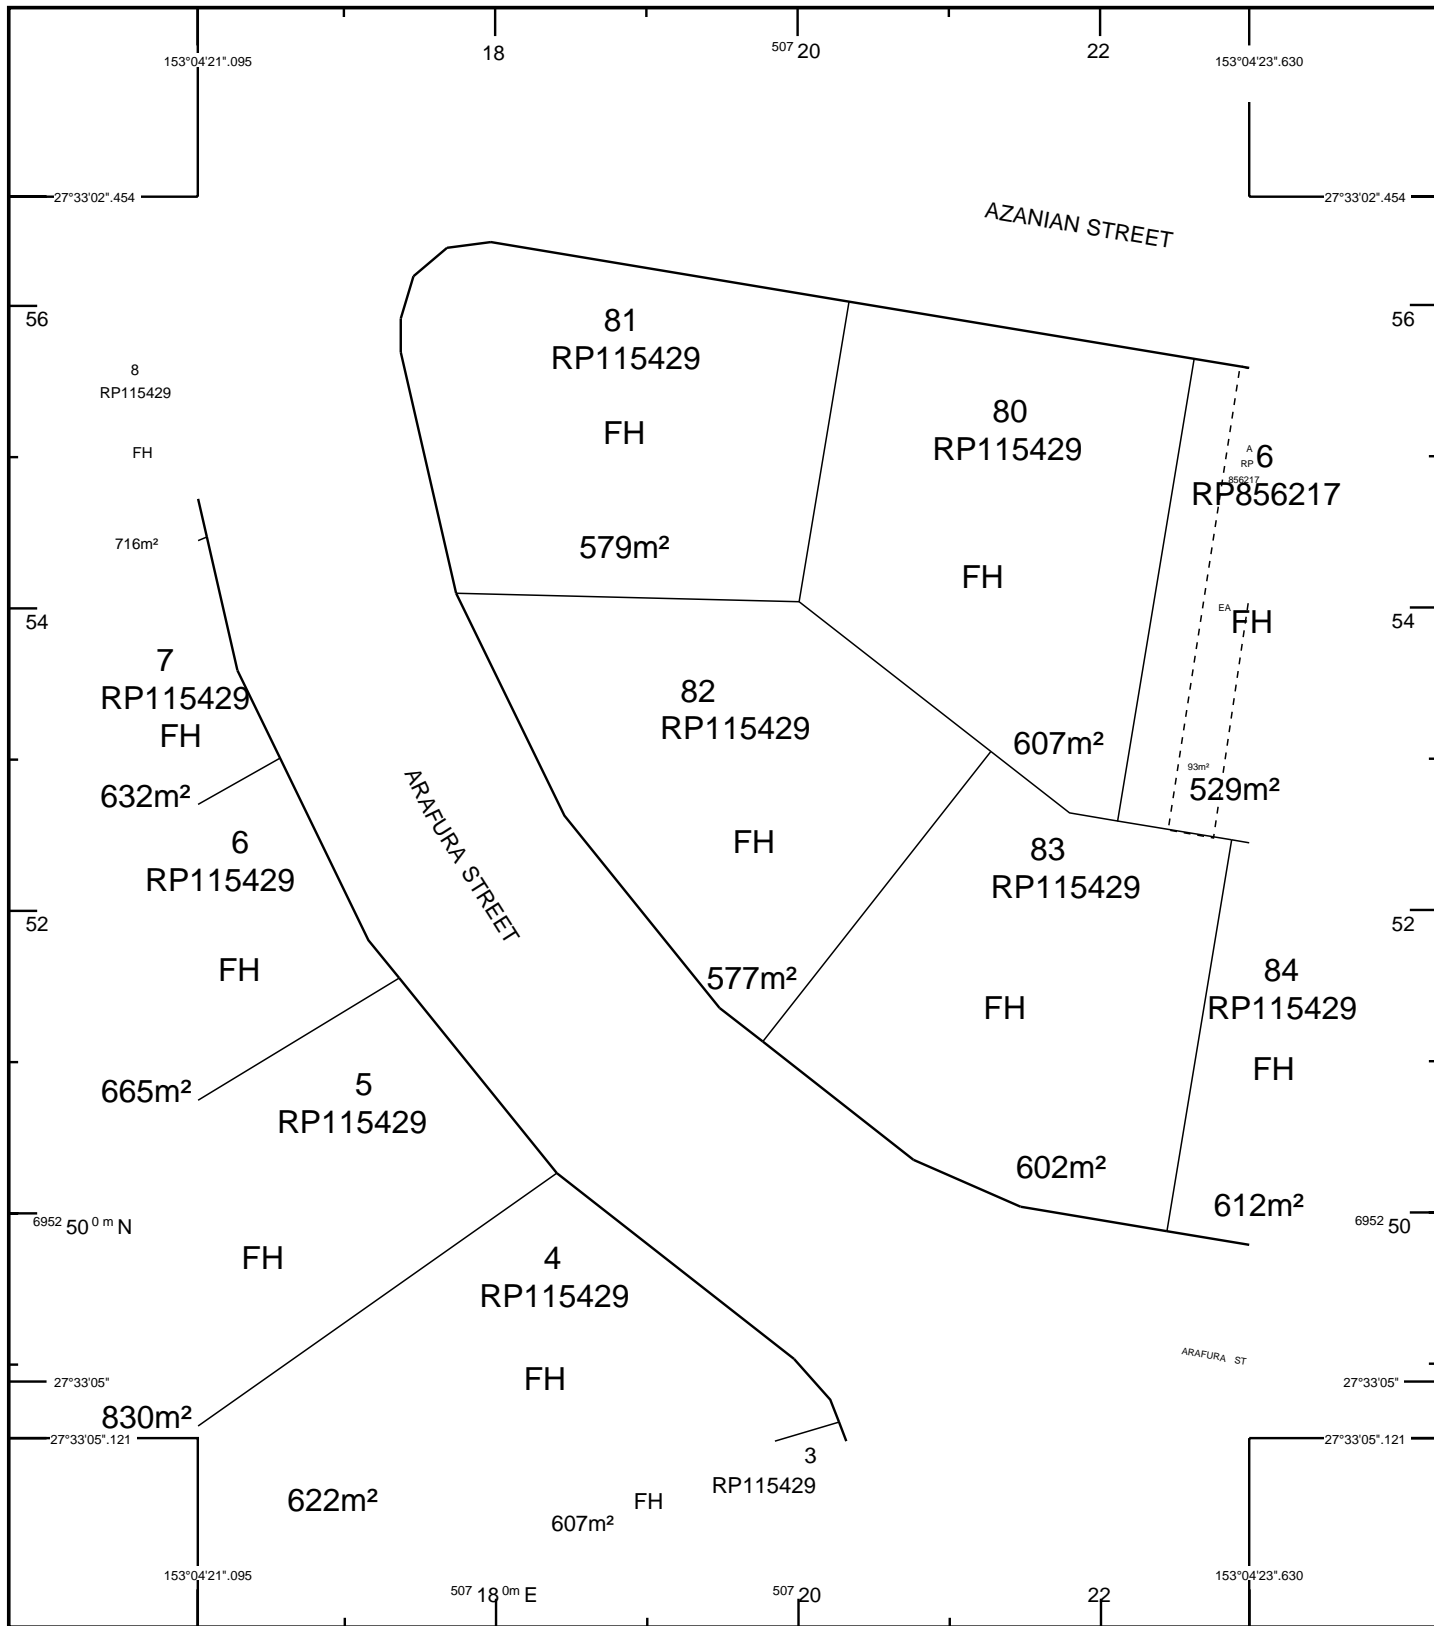 18
507 20
22
153°04'21".095
153°04'23".630
27°33'02".454
27°33'02".454
AZANIAN STREET
56
56
81
RP115429
FH
579m²
8
RP115429
FH
716m²
80
RP115429
FH
607m²
A
RP
856217
6
RP856217
EA
FH
93m²
529m²
54
54
7
RP115429
FH
632m²
82
RP115429
FH
577m²
ARAFURA STREET
6
RP115429
FH
665m²
83
RP115429
FH
602m²
52
52
84
RP115429
FH
612m²
5
RP115429
FH
830m²
6952 50 0 m N
6952 50
4
RP115429
FH
622m²
ARAFURA ST
27°33'05"
27°33'05"
27°33'05".121
27°33'05".121
3
RP115429
FH
607m²
153°04'21".095
153°04'23".630
507 18 0m E
507 20
22